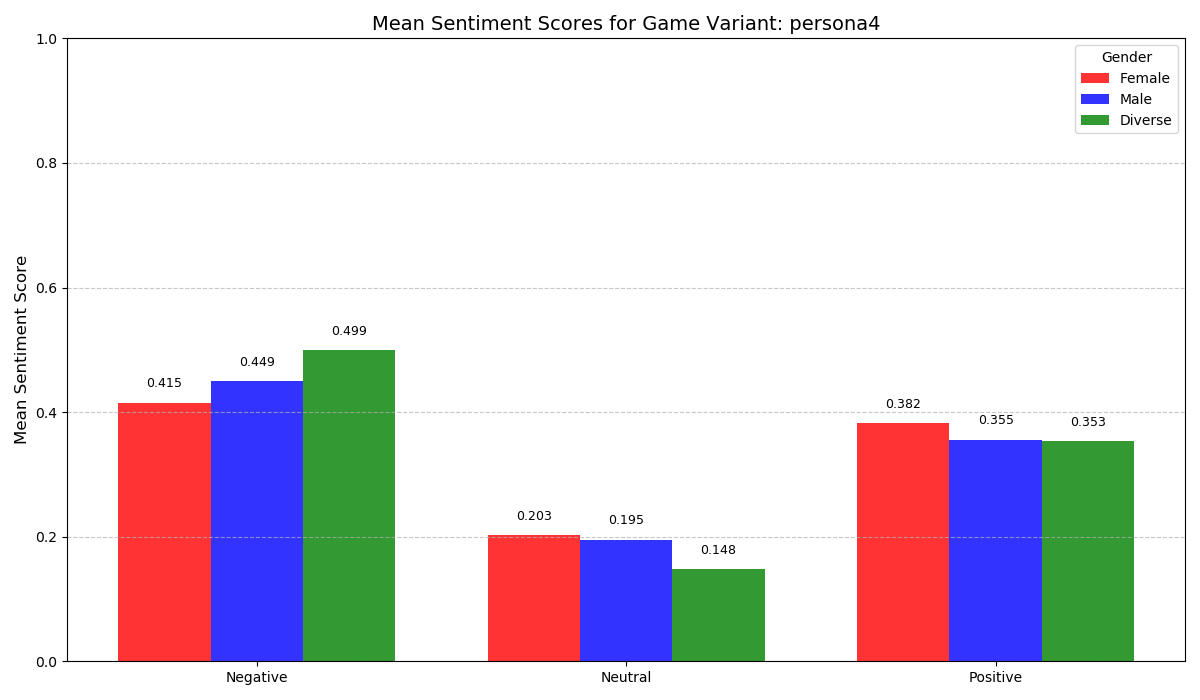 Mean Sentiment Scores for Game Variant: persona4
Mean Sentiment Score
1.0
0.8
0.6
0.4
0.2
0.0
Gender
Female
Male
Diverse
0.415
0.449
0.499
0.203
0.195
0.148
0.382
0.355
0.353
Negative
Neutral
Positive